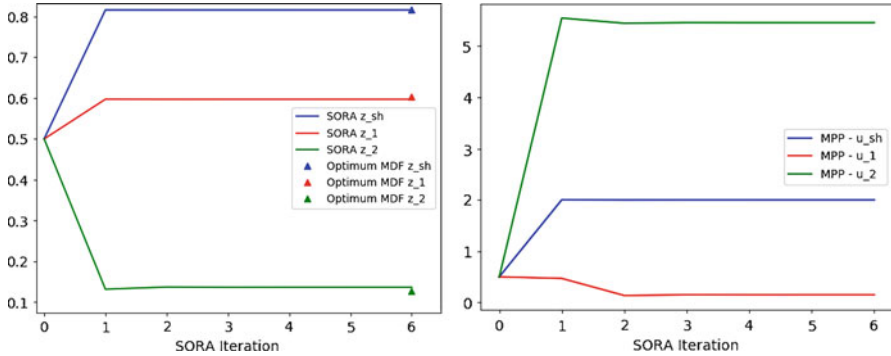 0.8
0.7
0.6
0.5
0.4
0.3
0.2
0.1
0 1 2 3 4 5 6
SORA Iteration
SORA z_sh
SORA z_1
SORA z_2
Optimum MDF z_sh
Optimum MDF z_1
Optimum MDF z_2
5
4
3
2
1
0
0 1 2 3 4 5 6
SORA Iteration
MPP - u_sh
MPP - u_1
MPP - u_2